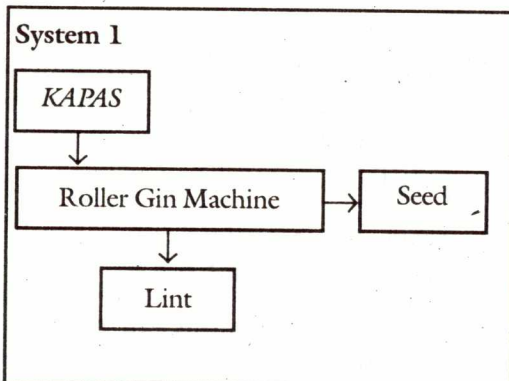 System 1
KAPAS
Roller Gin Machine
Seed
Lint